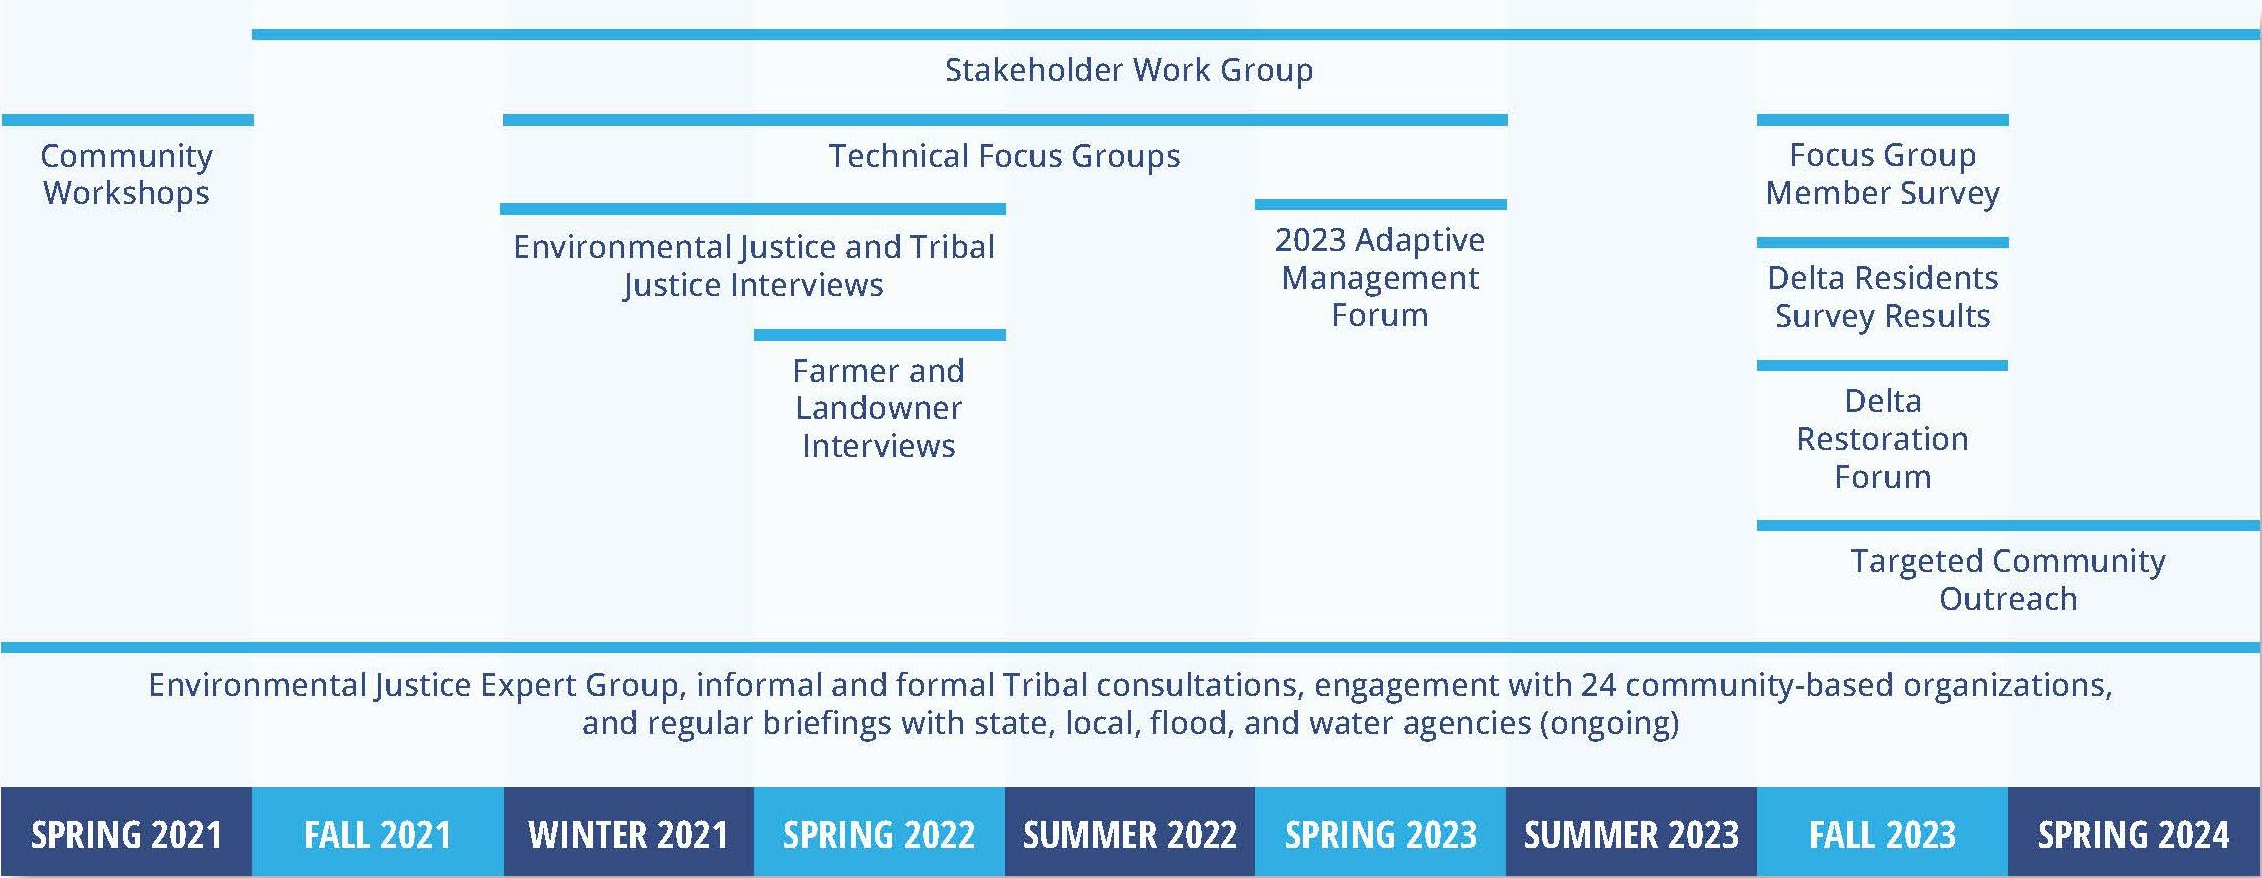 Stakeholder Work Group
Community
Workshops
Technical Focus Groups
Focus Group
Member Survey
Environmental Justice and Tribal
Justice Interviews
2023 Adaptive
Management
Forum
Delta Residents
Survey Results
Farmer and
Landowner
Interviews
Delta
Restoration
Forum
Targeted Community
Outreach
Environmental Justice Expert Group, informal and formal Tribal consultations, engagement with 24 community-based organizations,
and regular briefings with state, local, flood, and water agencies (ongoing)
SPRING 2021
FALL 2021
WINTER 2021
SPRING 2022
SUMMER 2022
SPRING 2023
SUMMER 2023
FALL 2023
SPRING 2024